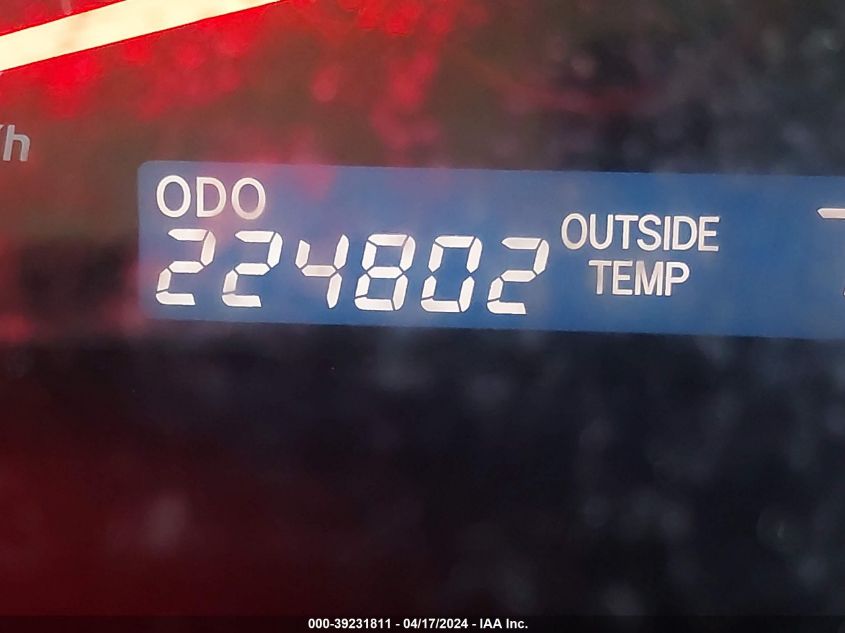 /h
ODO
224802
OUTSIDE
TEMP
000-39231811 - 04/17/2024 - IAA Inc.